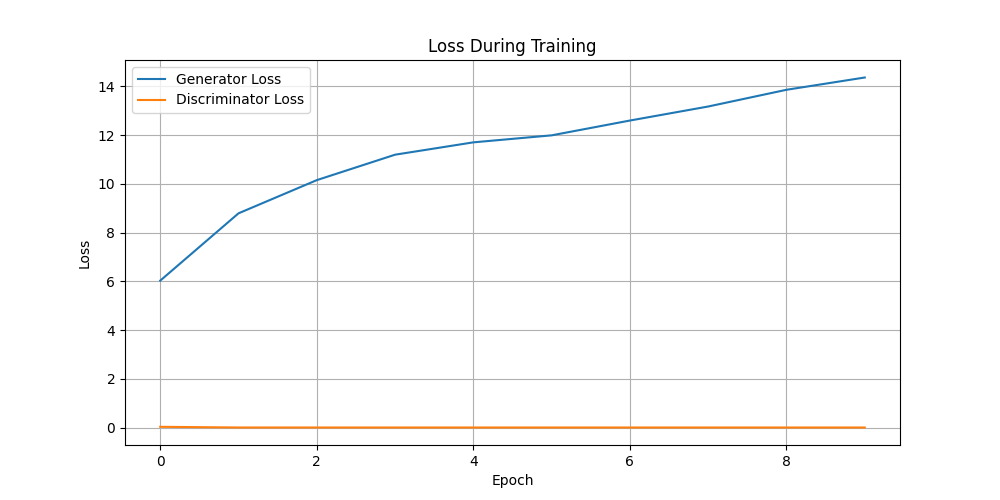 Loss During Training
Generator Loss
Discriminator Loss
14
12
10
8
6
4
2
0
Loss
0 2 4 6 8
Epoch